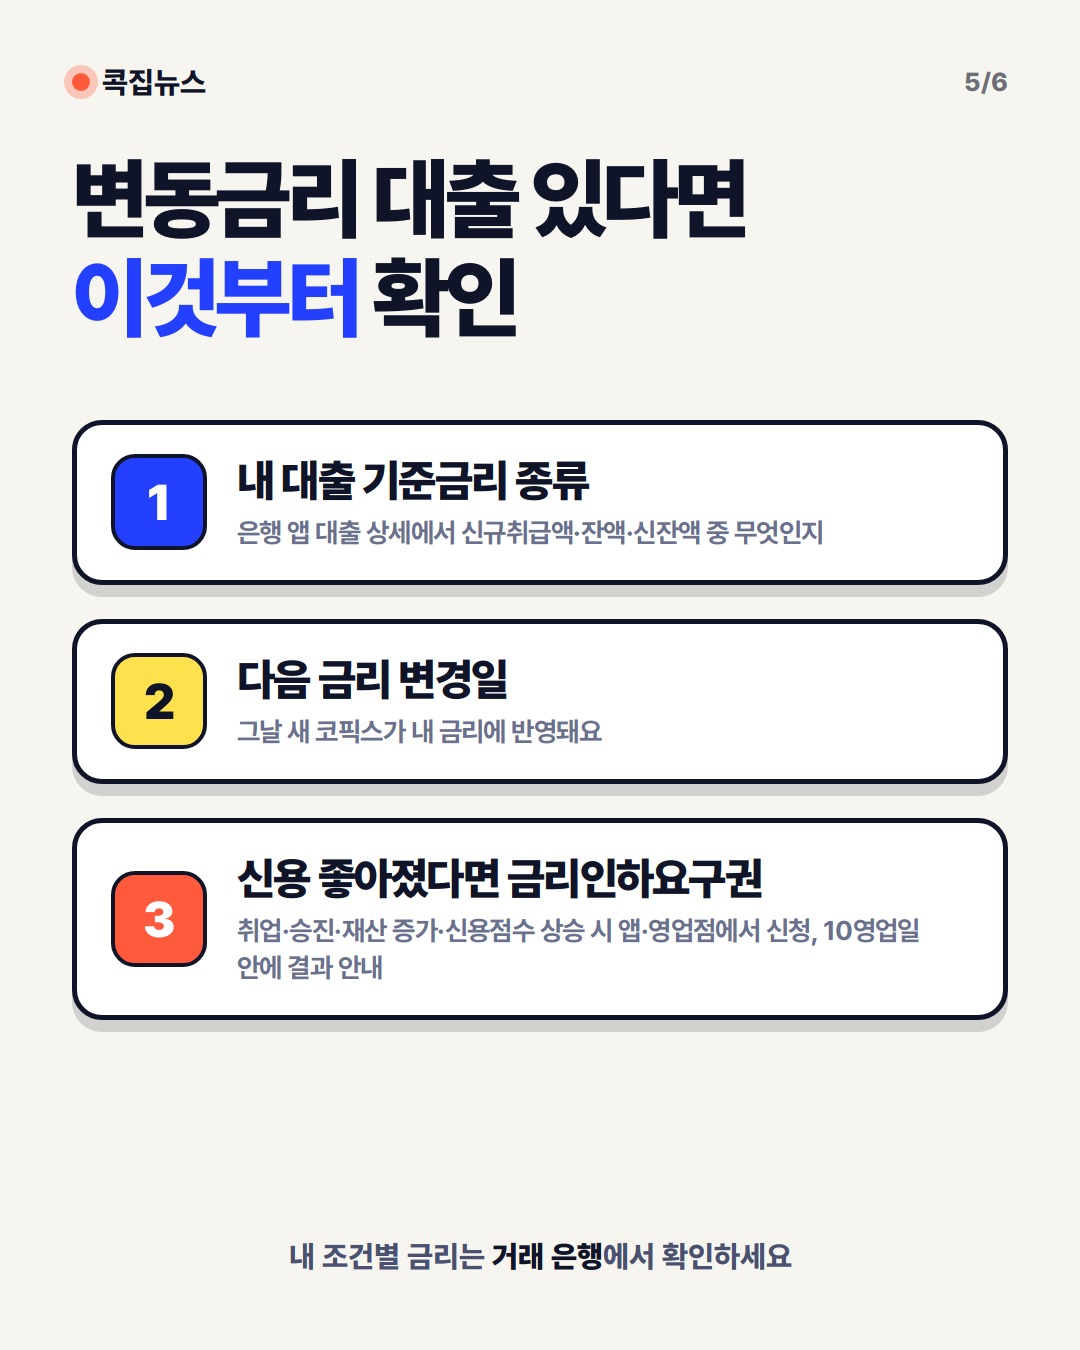 콕집뉴스
5/6
변동금리 대출 있다면
이것부터 확인
1
내 대출 기준금리 종류
은행 앱 대출 상세에서 신규취급액·잔액·신잔액 중 무엇인지
2
다음 금리 변경일
그날 새 코픽스가 내 금리에 반영돼요
3
신용 좋아졌다면 금리인하요구권
취업·승진·재산 증가·신용점수 상승 시 앱·영업점에서 신청, 10영업일
안에 결과 안내
내 조건별 금리는 거래 은행에서 확인하세요